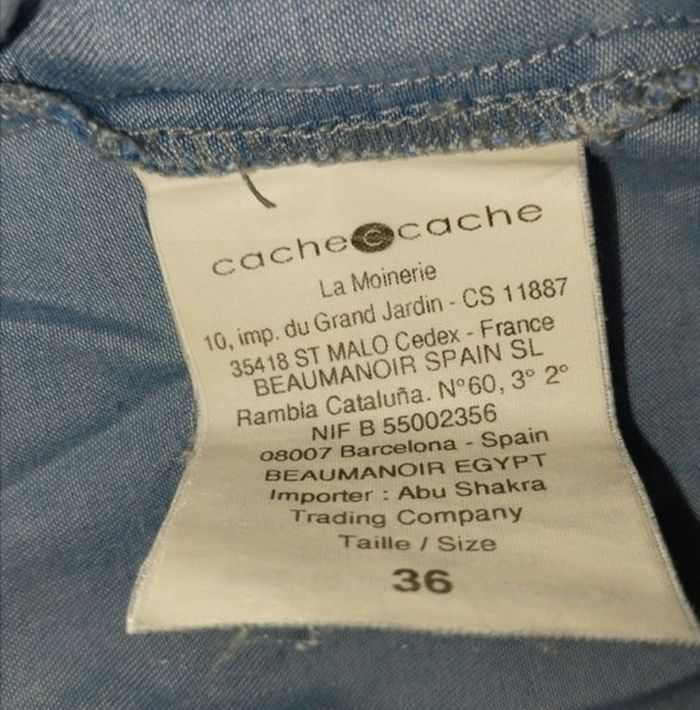 cache c cache
La Moinerie
10, imp. du Grand Jardin - CS 11887
35418 ST MALO Cedex - France
BEAUMANOIR SPAIN SL
Rambla Cataluña. N°60, 3° 2°
NIF B 55002356
08007 Barcelona - Spain
BEAUMANOIR EGYPT
Importer : Abu Shakra
Trading Company
Taille / Size
36